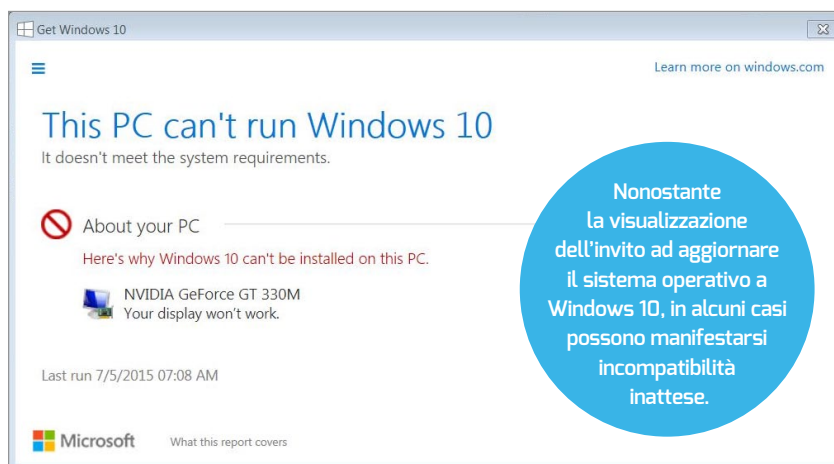 Get Windows 10
Learn more on windows.com
This PC can't run Windows 10
It doesn't meet the system requirements.
About your PC
Here's why Windows 10 can't be installed on this PC.
NVIDIA GeForce GT 330M
Your display won't work.
Last run 7/5/2015 07:08 AM
Microsoft
What this report covers
Nonostante
la visualizzazione
dell'invito ad aggiornare
il sistema operativo a
Windows 10, in alcuni casi
possono manifestarsi
incompatibilità
inattese.